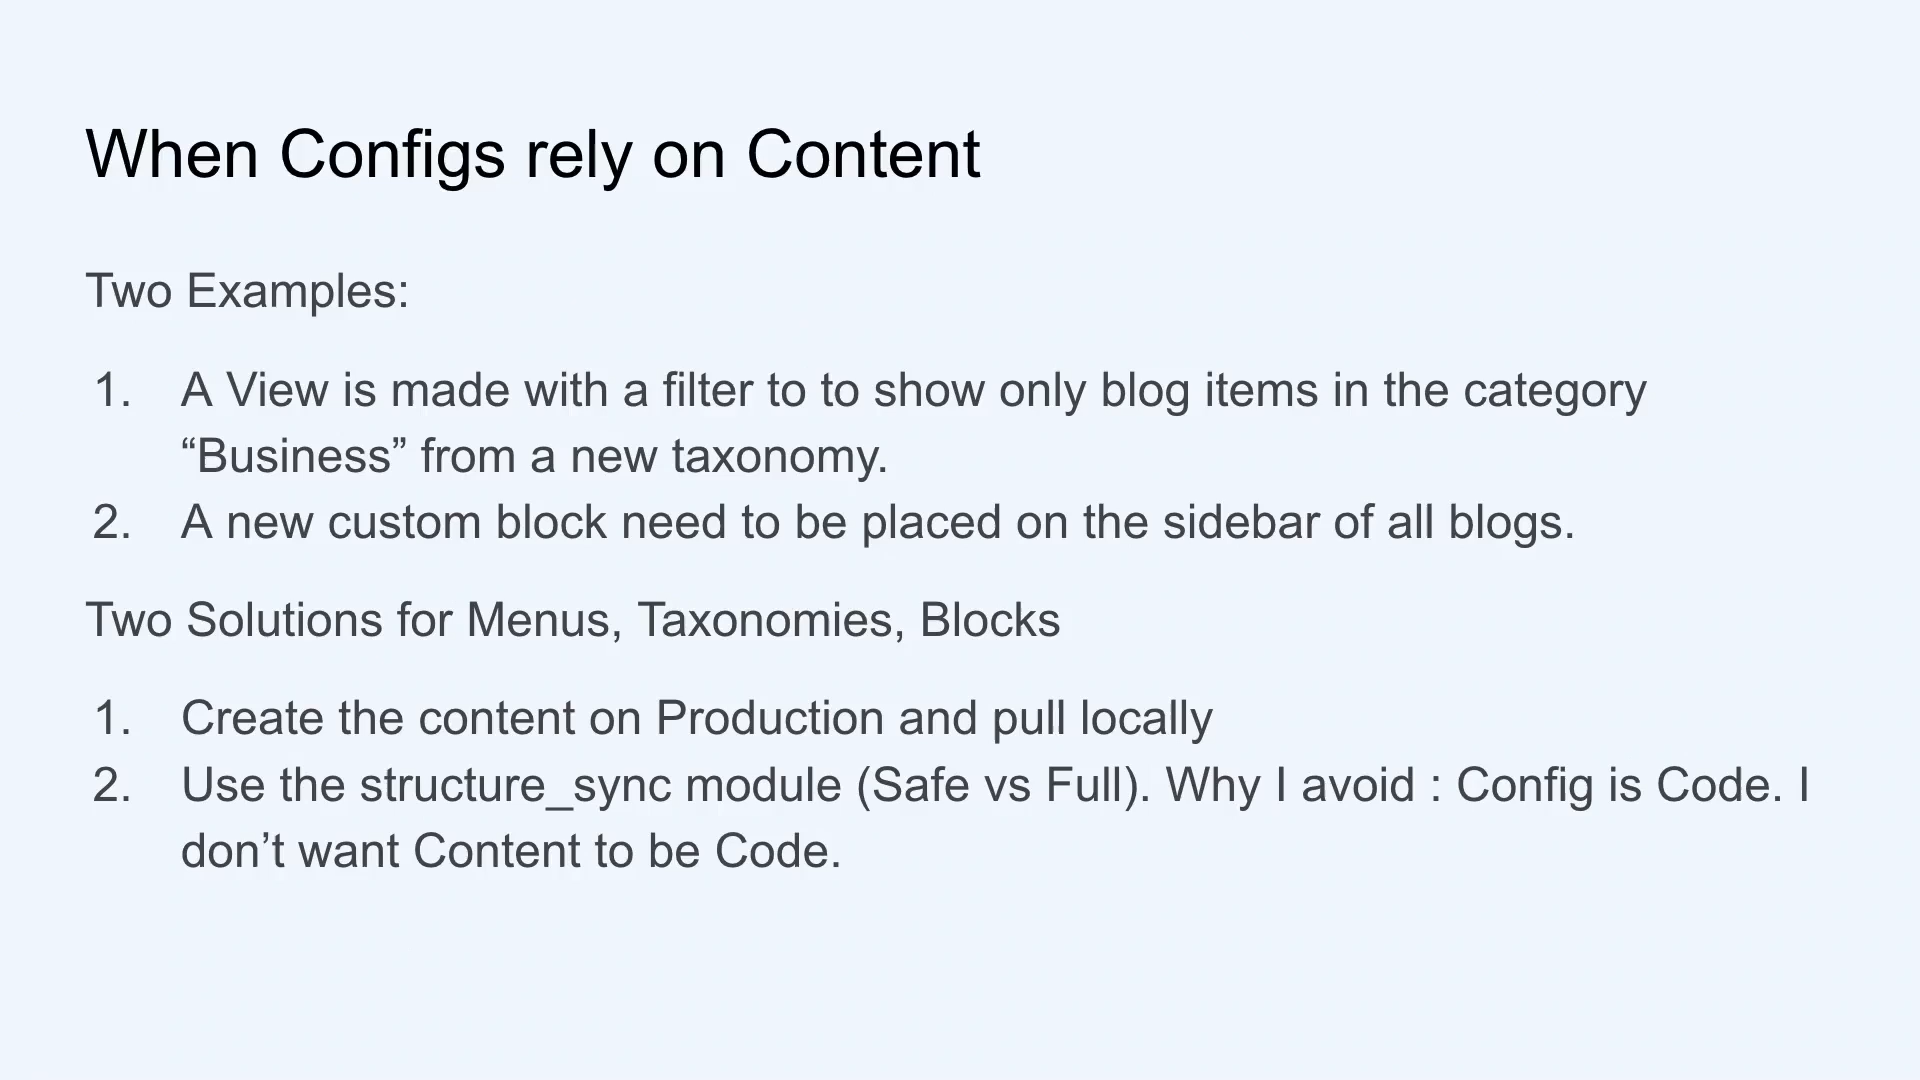 When Configs rely on Content
Two Examples:
1. A View is made with a filter to to show only blog items in the category
“Business” from a new taxonomy.
2. A new custom block need to be placed on the sidebar of all blogs.
Two Solutions for Menus, Taxonomies, Blocks
1. Create the content on Production and pull locally
2. Use the structure_sync module (Safe vs Full). Why I avoid : Config is Code. I
don’t want Content to be Code.